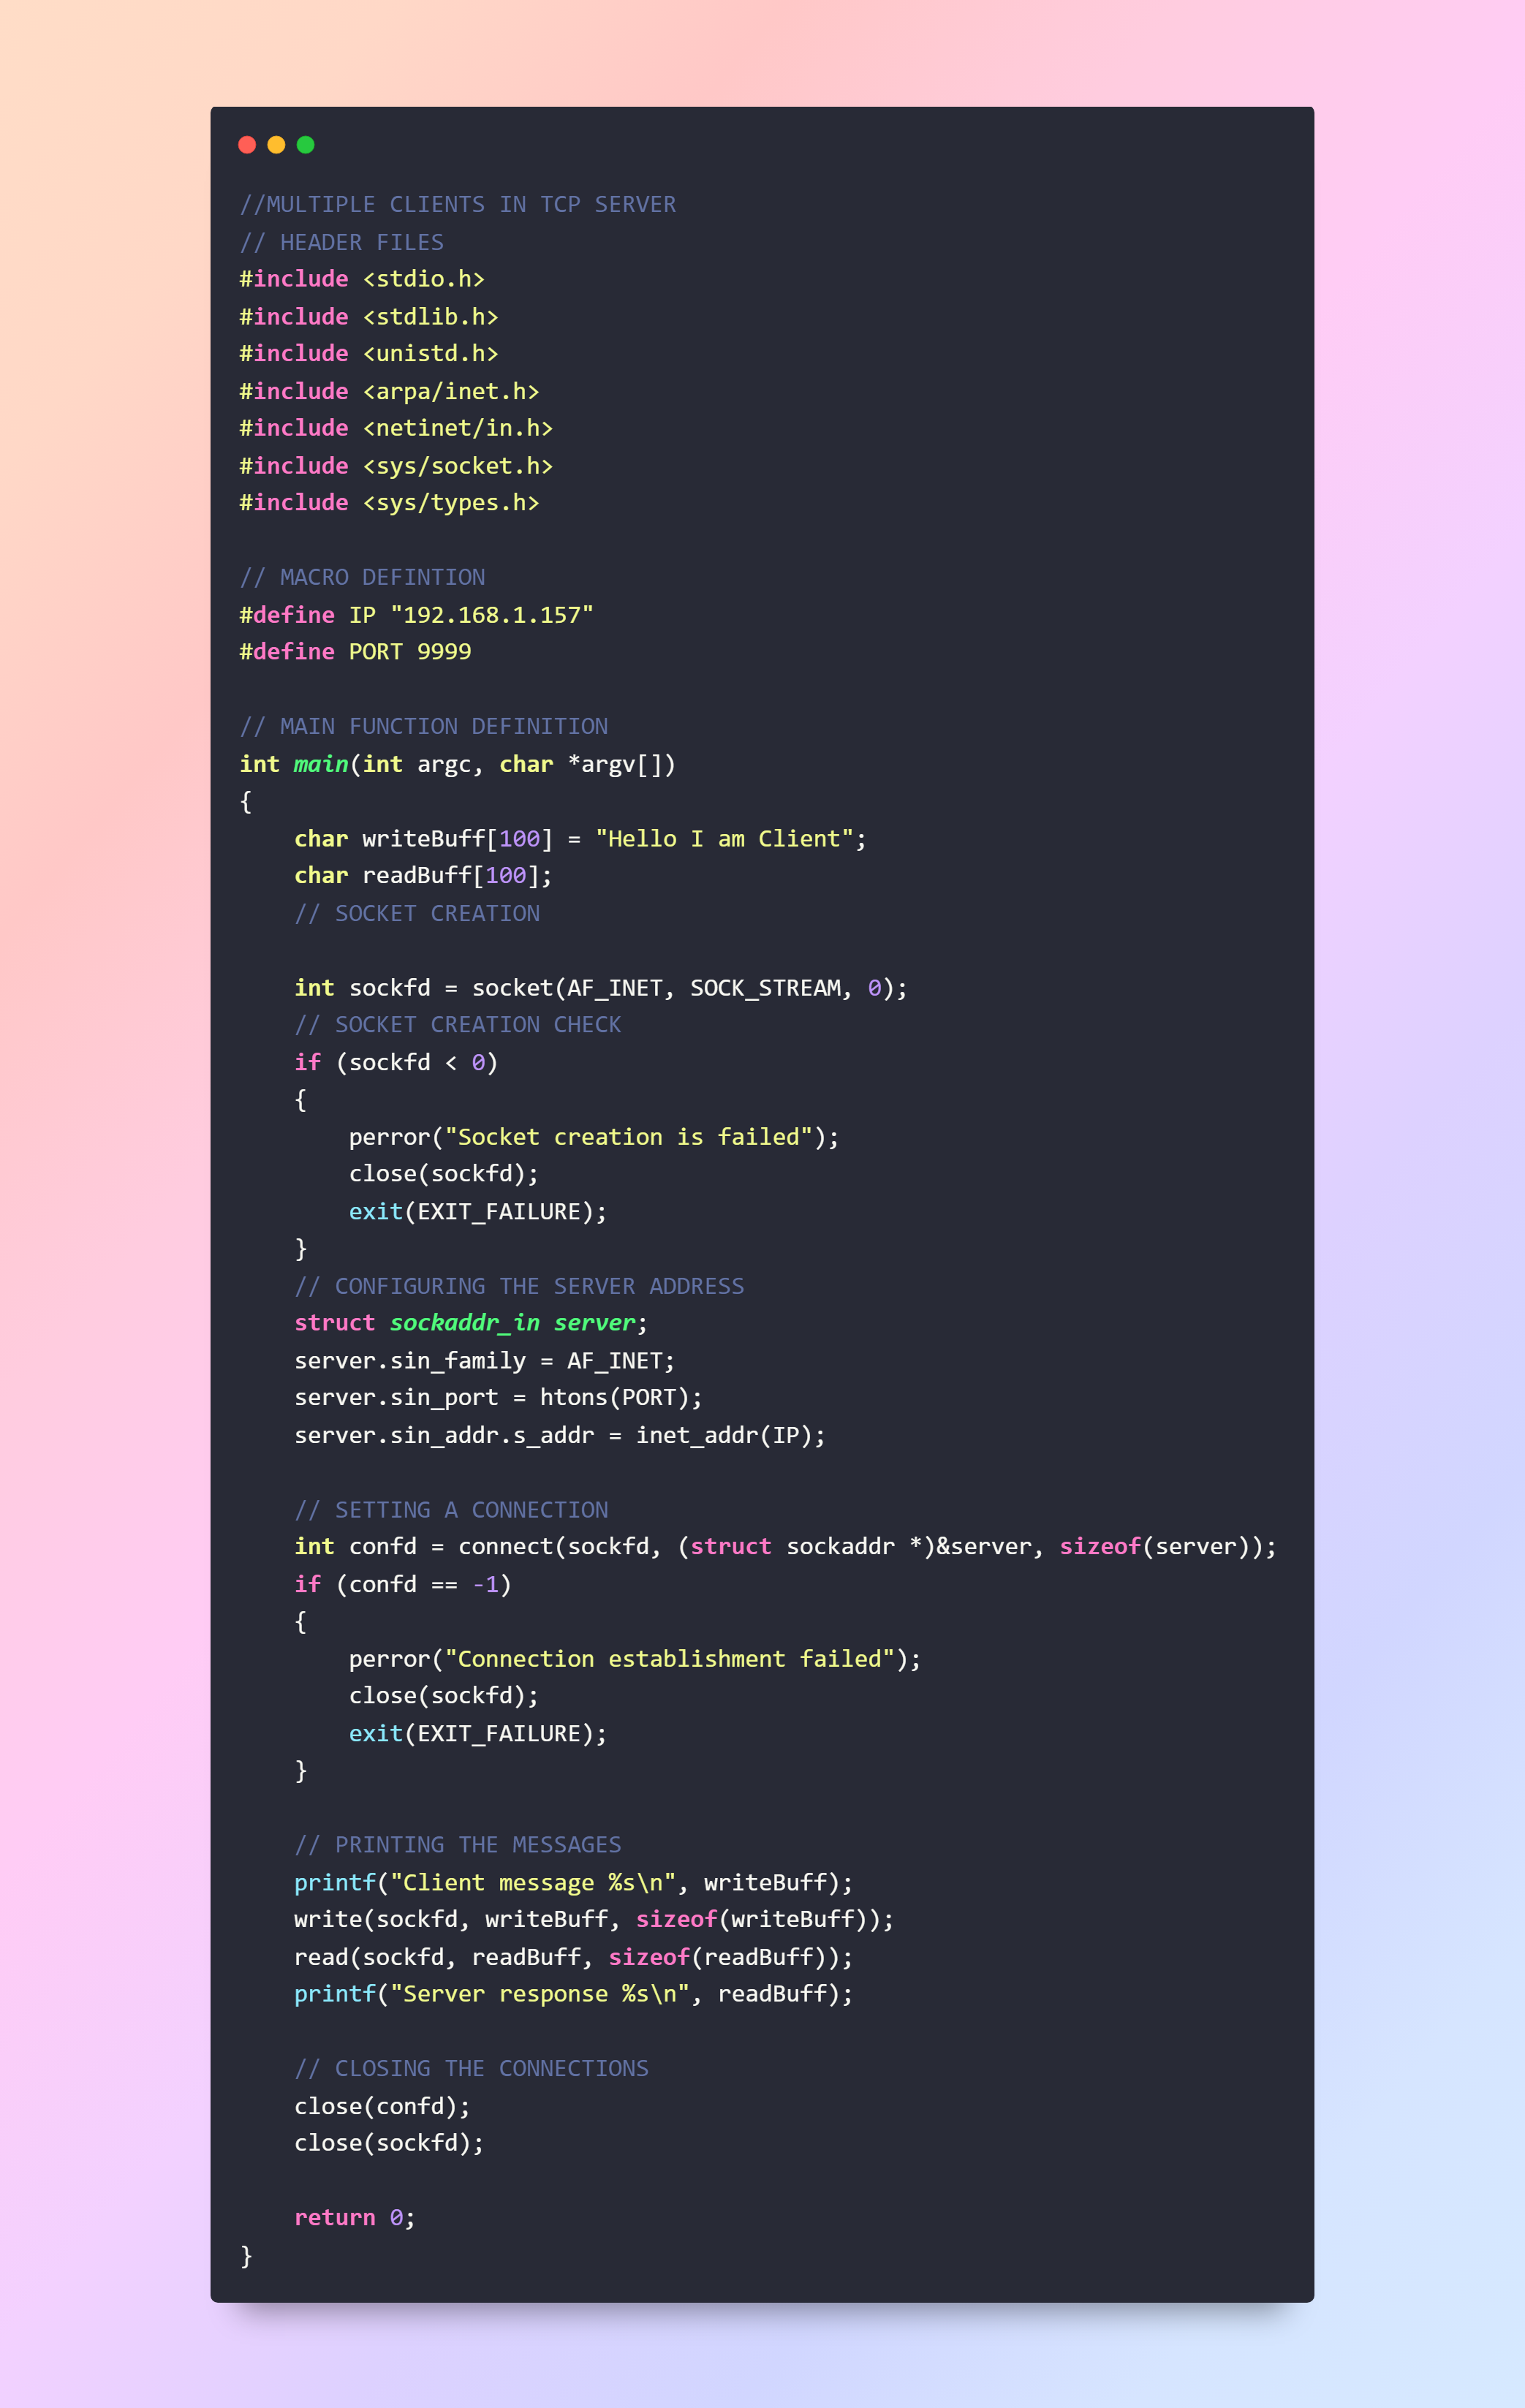 //MULTIPLE CLIENTS IN TCP SERVER
// HEADER FILES
#include <stdio.h>
#include <stdlib.h>
#include <unistd.h>
#include <arpa/inet.h>
#include <netinet/in.h>
#include <sys/socket.h>
#include <sys/types.h>

// MACRO DEFINTION
#define IP "192.168.1.157"
#define PORT 9999

// MAIN FUNCTION DEFINITION
int main(int argc, char *argv[])
{
    char writeBuff[100] = "Hello I am Client";
    char readBuff[100];
    // SOCKET CREATION

    int sockfd = socket(AF_INET, SOCK_STREAM, 0);
    // SOCKET CREATION CHECK
    if (sockfd < 0)
    {
        perror("Socket creation is failed");
        close(sockfd);
        exit(EXIT_FAILURE);
    }
    // CONFIGURING THE SERVER ADDRESS
    struct sockaddr_in server;
    server.sin_family = AF_INET;
    server.sin_port = htons(PORT);
    server.sin_addr.s_addr = inet_addr(IP);

    // SETTING A CONNECTION
    int confd = connect(sockfd, (struct sockaddr *)&server, sizeof(server));
    if (confd == -1)
    {
        perror("Connection establishment failed");
        close(sockfd);
        exit(EXIT_FAILURE);
    }

    // PRINTING THE MESSAGES
    printf("Client message %s\n", writeBuff);
    write(sockfd, writeBuff, sizeof(writeBuff));
    read(sockfd, readBuff, sizeof(readBuff));
    printf("Server response %s\n", readBuff);

    // CLOSING THE CONNECTIONS
    close(confd);
    close(sockfd);

    return 0;
}